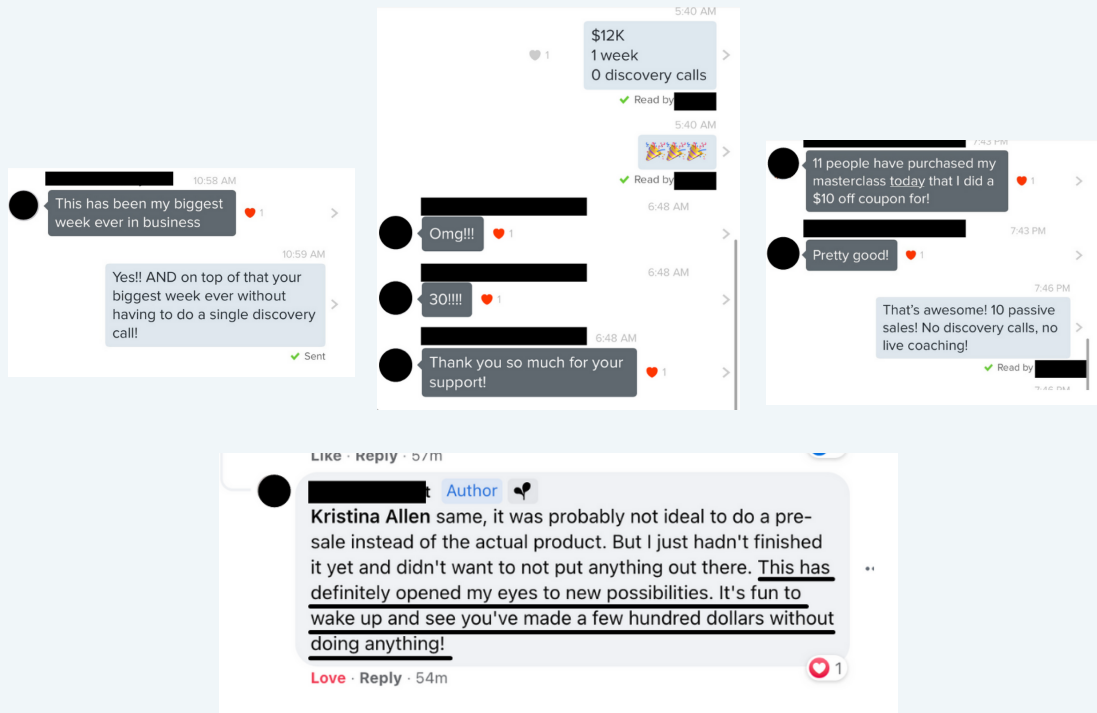 10:58 AM
This has been my biggest
week ever in business
1
10:59 AM
Yes!! AND on top of that your
biggest week ever without
having to do a single discovery
call!
Sent
5:40 AM
$12K
1 week
0 discovery calls
1
Read by
5:40 AM
🎉🎉🎉
Read by
6:48 AM
Omg!!!
1
6:48 AM
30!!!!
1
6:48 AM
Thank you so much for your
support!
1
7:43 PM
11 people have purchased my
masterclass today that I did a
$10 off coupon for!
1
7:43 PM
Pretty good!
1
7:46 PM
That's awesome! 10 passive
sales! No discovery calls, no
live coaching!
Read by
7:46 PM
Like · Reply · 57m
t Author
Kristina Allen same, it was probably not ideal to do a pre-
sale instead of the actual product. But I just hadn't finished
it yet and didn't want to not put anything out there. This has
definitely opened my eyes to new possibilities. It's fun to
wake up and see you've made a few hundred dollars without
doing anything!
1
Love · Reply · 54m